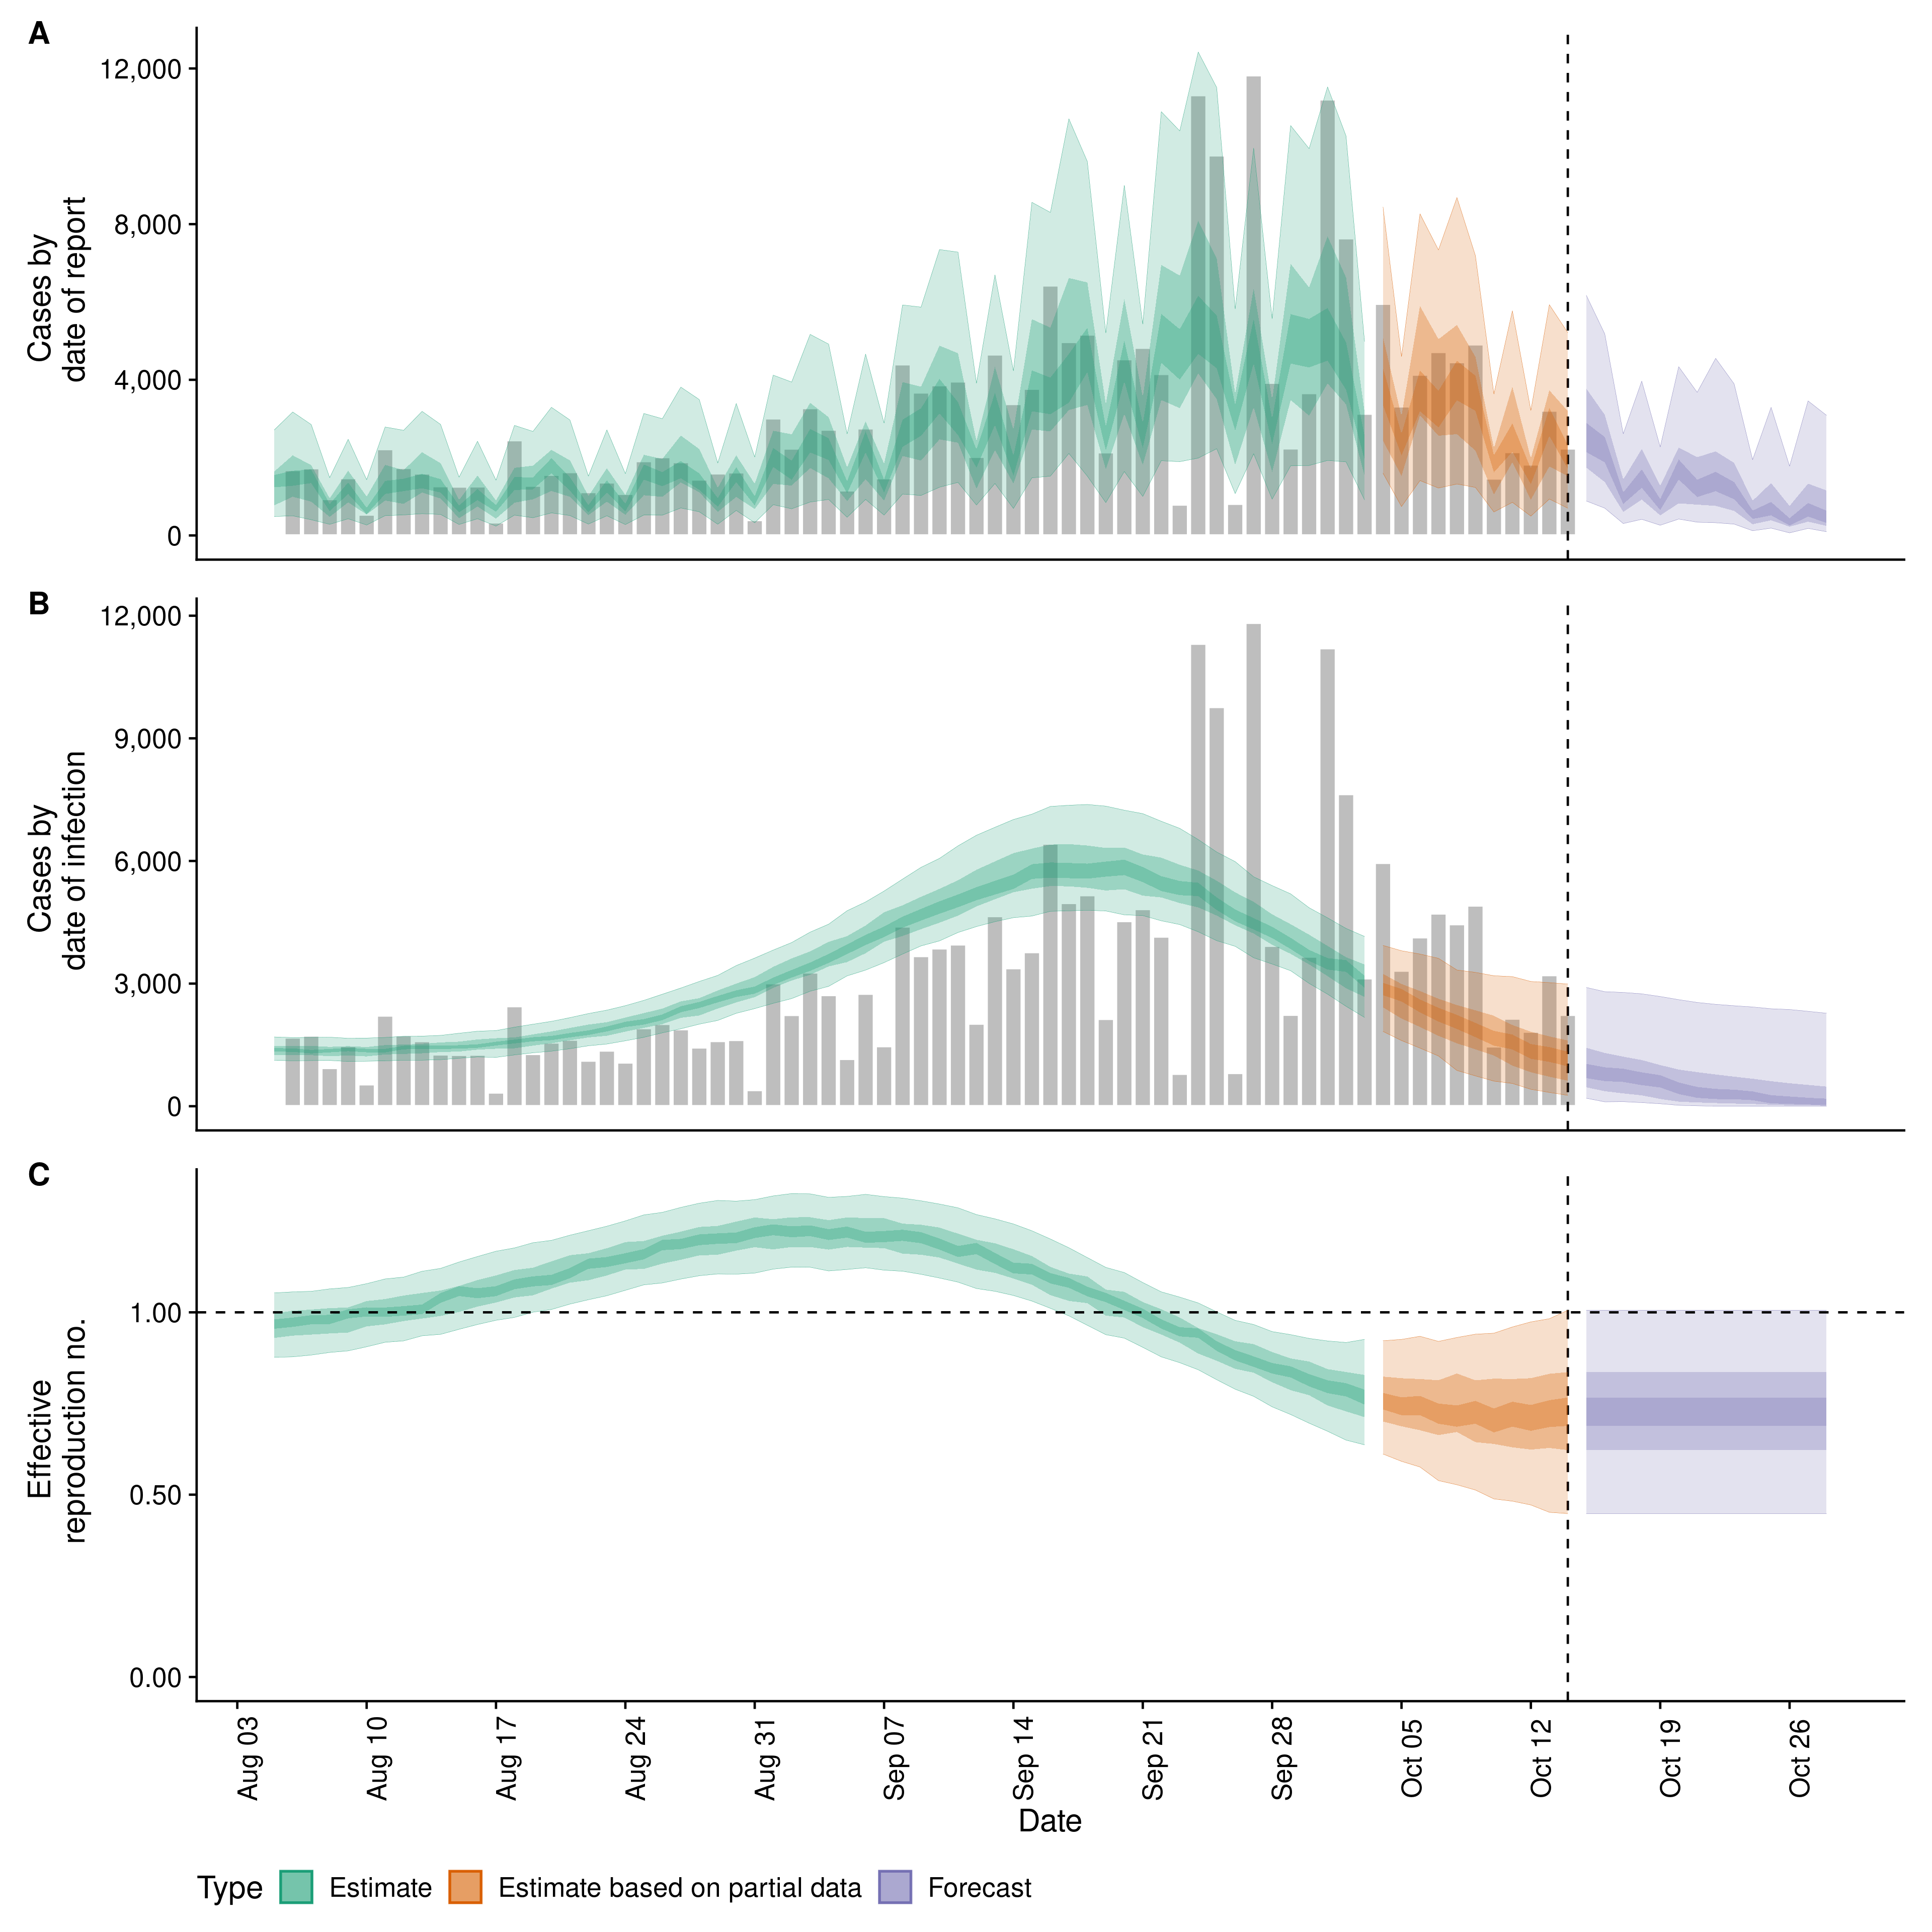 A
12,000
8,000
4,000
0
Cases by
date of report
B
12,000
9,000
6,000
3,000
0
Cases by
date of infection
C
1.00
0.50
0.00
Effective
reproduction no.
Aug 03
Aug 10
Aug 17
Aug 24
Aug 31
Sep 07
Sep 14
Sep 21
Sep 28
Oct 05
Oct 12
Oct 19
Oct 26
Date
Type Estimate Estimate based on partial data Forecast